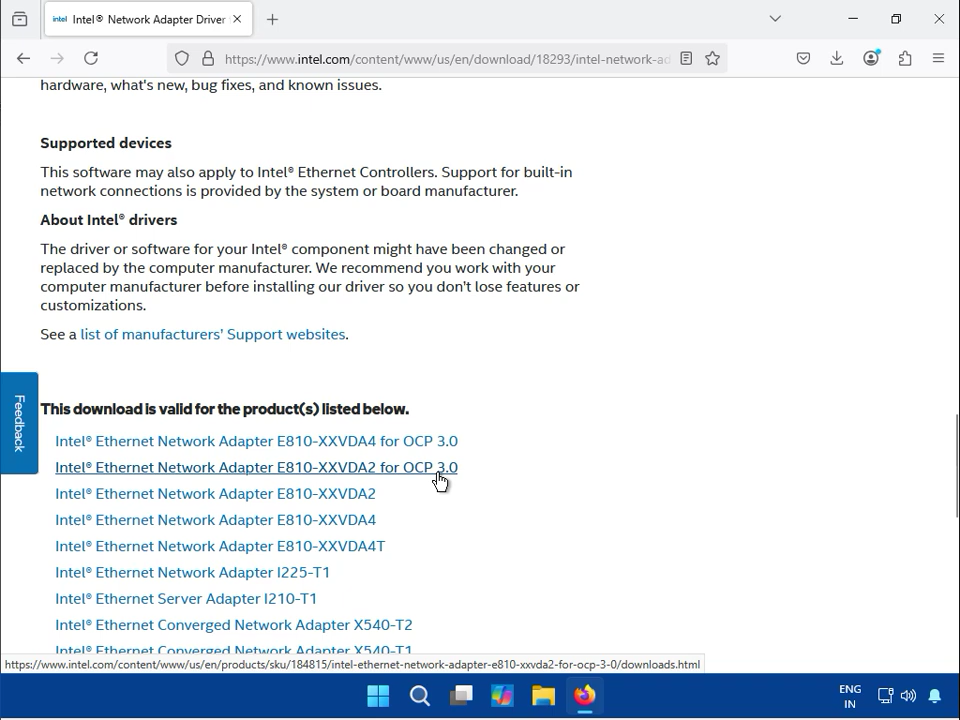 intel Intel® Network Adapter Driver
https://www.intel.com/content/www/us/en/download/18293/intel-network-ad
hardware, what's new, bug fixes, and known issues.
Supported devices
This software may also apply to Intel® Ethernet Controllers. Support for built-in
network connections is provided by the system or board manufacturer.
About Intel® drivers
The driver or software for your Intel® component might have been changed or
replaced by the computer manufacturer. We recommend you work with your
computer manufacturer before installing our driver so you don't lose features or
customizations.
See a list of manufacturers' Support websites.
Feedback
This download is valid for the product(s) listed below.
Intel® Ethernet Network Adapter E810-XXVDA4 for OCP 3.0
Intel® Ethernet Network Adapter E810-XXVDA2 for OCP 3.0
Intel® Ethernet Network Adapter E810-XXVDA2
Intel® Ethernet Network Adapter E810-XXVDA4
Intel® Ethernet Network Adapter E810-XXVDA4T
Intel® Ethernet Network Adapter I225-T1
Intel® Ethernet Server Adapter I210-T1
Intel® Ethernet Converged Network Adapter X540-T2
Intel® Ethernet Converged Network Adapter X540-T1
https://www.intel.com/content/www/us/en/products/sku/184815/intel-ethernet-network-adapter-e810-xxvda2-for-ocp-3-0/downloads.html
ENG
IN